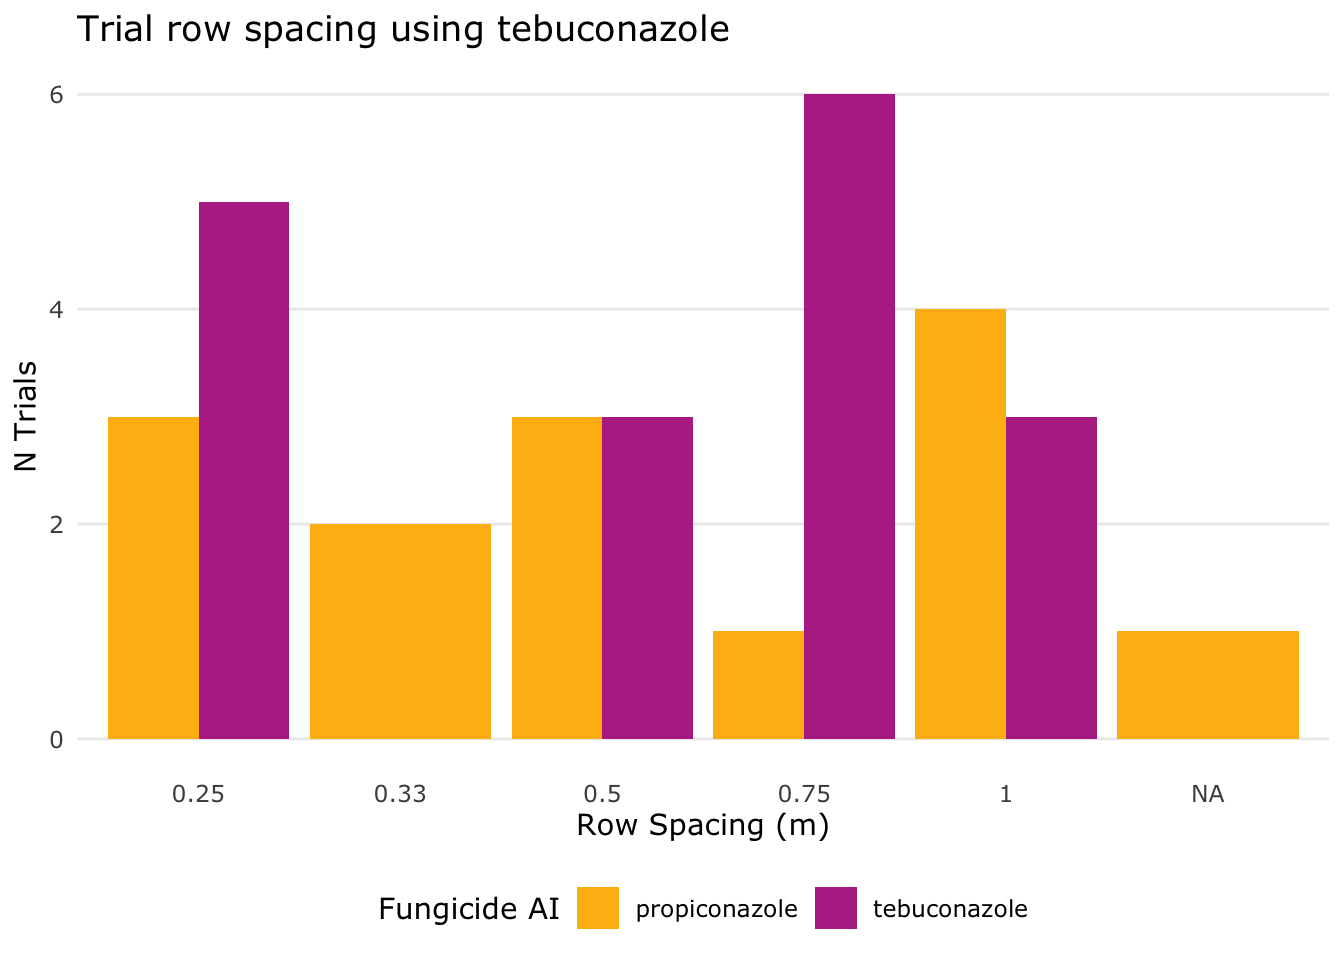 Trial row spacing using tebuconazole
6
4
2
0
N Trials
0.25 0.33 0.5 0.75 1 NA
Row Spacing (m)
Fungicide AI propiconazole tebuconazole